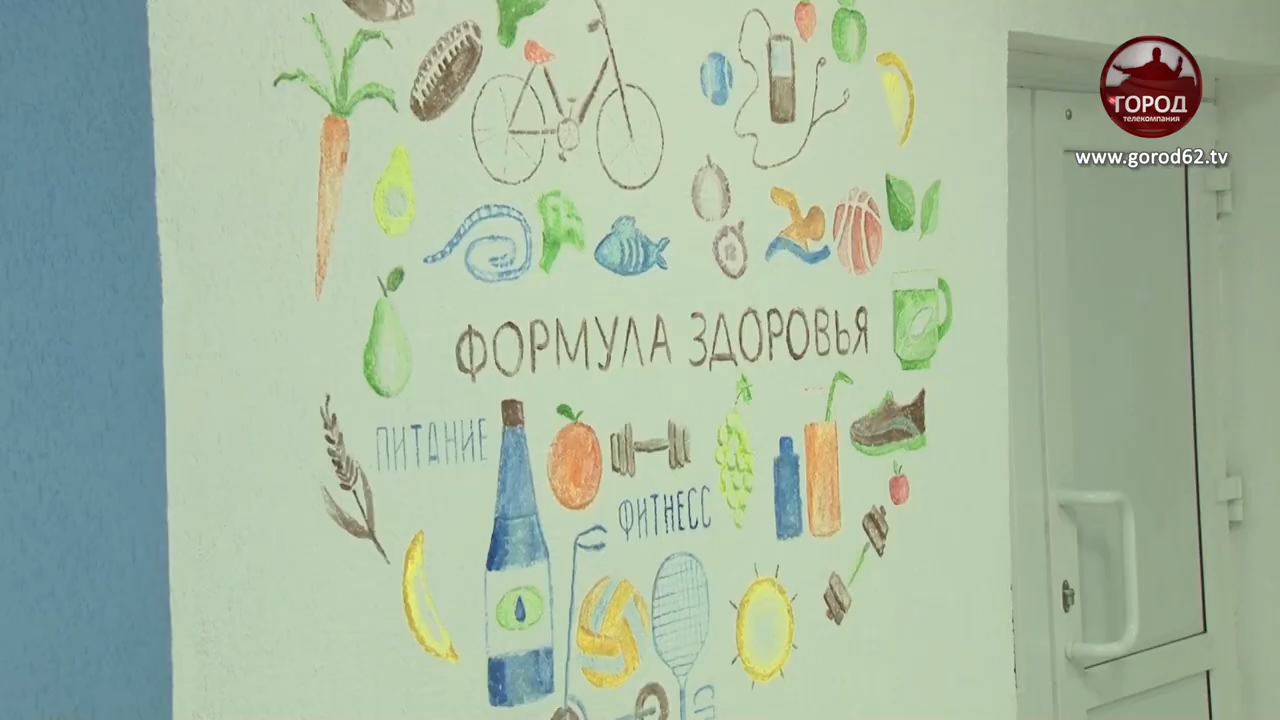 ГОРОД
телекомпания
www.gorod62.tv
ФОРМУЛА ЗДОРОВЬЯ
ПИТАНИЕ
ФИТНЕСС